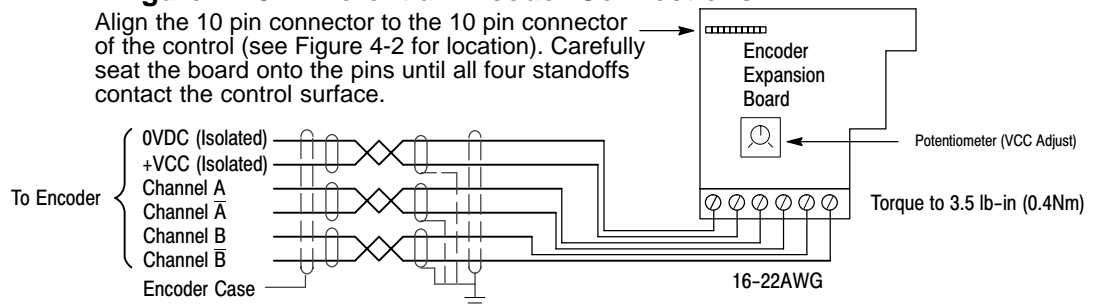 Align the 10 pin connector to the 10 pin connector
of the control (see Figure 4-2 for location). Carefully
seat the board onto the pins until all four standoffs
contact the control surface.
Encoder
Expansion
Board
Potentiometer (VCC Adjust)
To Encoder
0VDC (Isolated)
+VCC (Isolated)
Channel A
Channel A̅
Channel B
Channel B̅
Encoder Case
Torque to 3.5 lb-in (0.4Nm)
16-22AWG